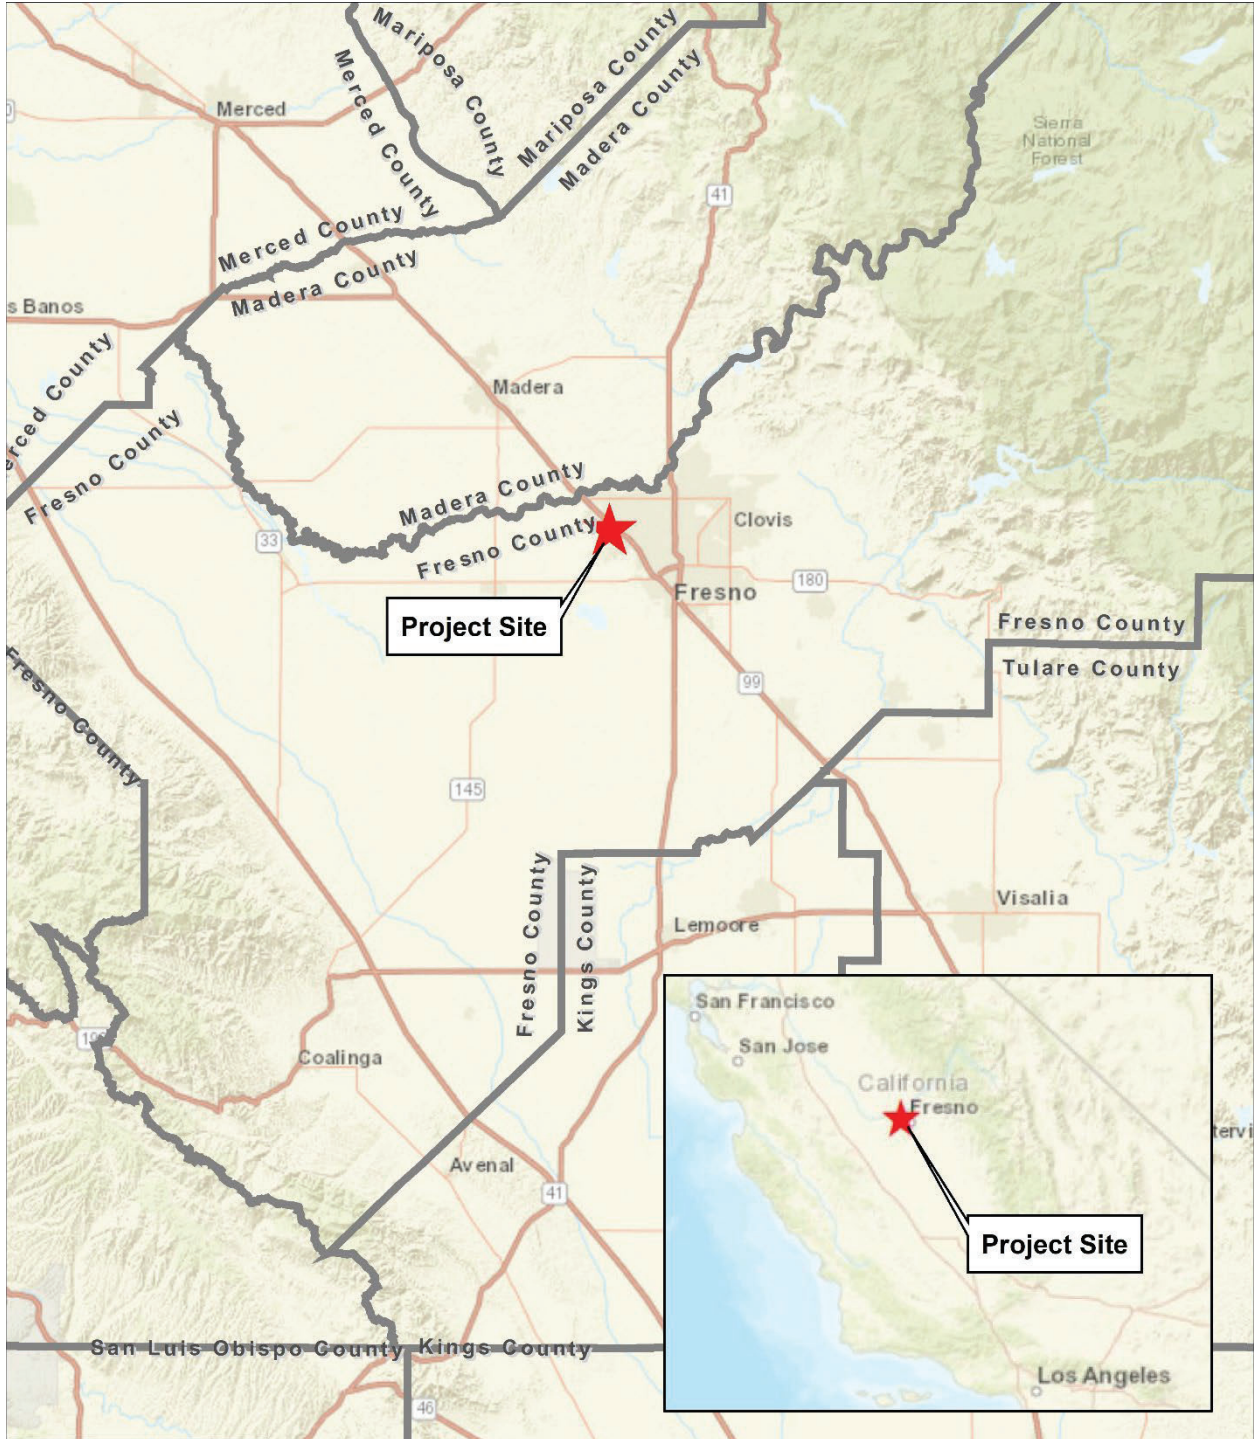 Mariposa County
Merced County
Mariposa County
Madera County
Merced
Sierra
National
Forest
41
Merced County
Madera County
s Banos
erced County
Fresno County
Madera
Madera County
Fresno County
Clovis
33
180
Fresno
Project Site
Fresno County
Tulare County
Fresno County
99
145
Fresno County
Kings County
Visalia
Lemoore
Coalinga
Avenal
41
San Francisco
San Jose
California
Fresno
Project Site
Los Angeles
tervi
San Luis Obispo County
Kings County
46